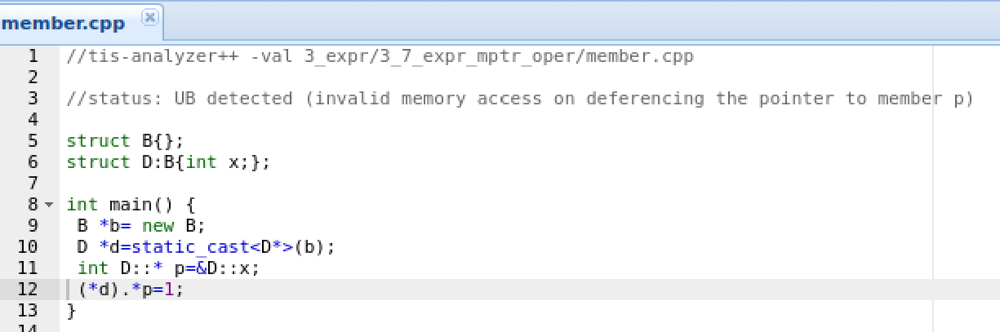 member.cpp
1 //tis-analyzer++ -val 3_expr/3_7_expr_mptr_oper/member.cpp
2
3 //status: UB detected (invalid memory access on deferencing the pointer to member p)
4
5 struct B{};
6 struct D:B{int x;};
7
8 int main() {
9 B *b= new B;
10 D *d=static_cast<D*>(b);
11 int D::* p=&D::x;
12 (*d).*p=1;
13 }
14